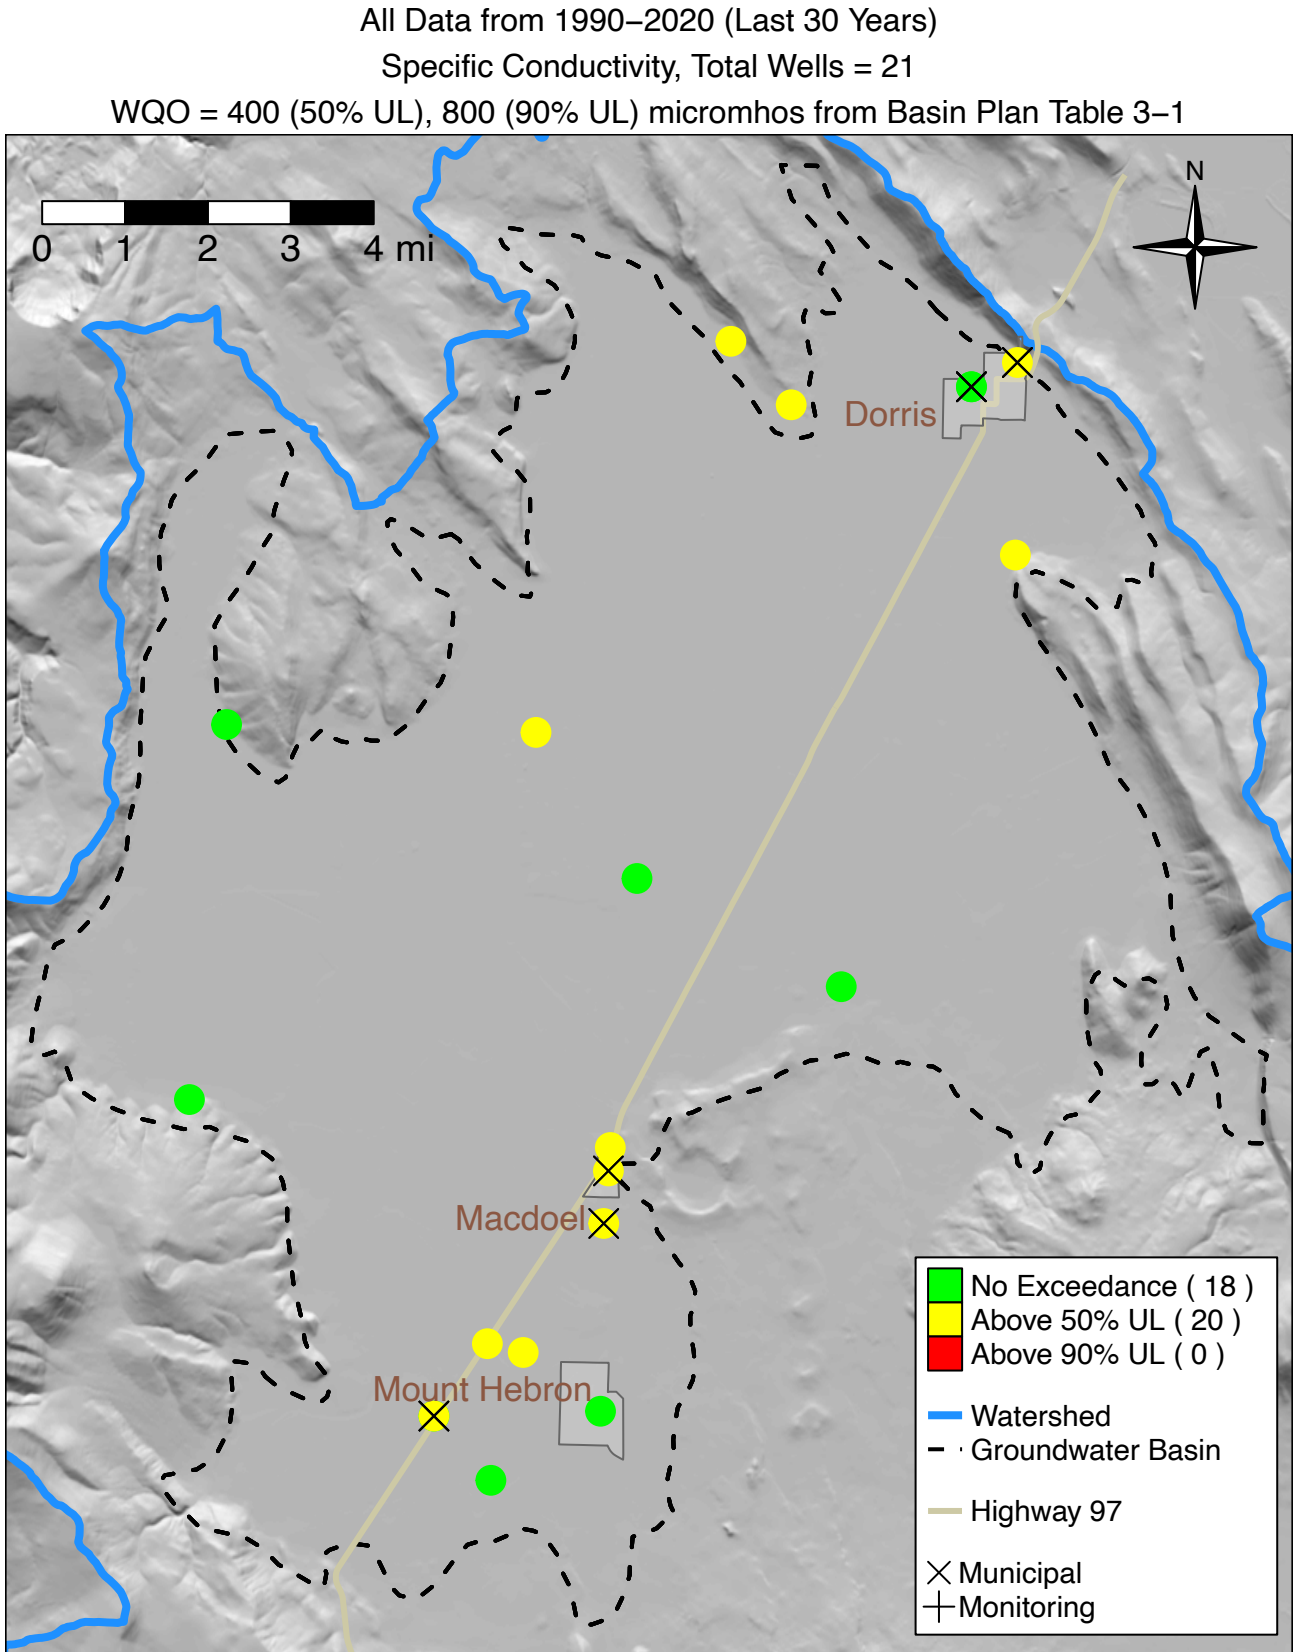 All Data from 1990−2020 (Last 30 Years)
Specific Conductivity, Total Wells = 21
WQO = 400 (50% UL), 800 (90% UL) micromhos from Basin Plan Table 3−1
N
0 1 2 3 4 mi
Dorris
Macdoel
Mount Hebron
No Exceedance ( 18 )
Above 50% UL ( 20 )
Above 90% UL ( 0 )
Watershed
Groundwater Basin
Highway 97
Municipal
Monitoring